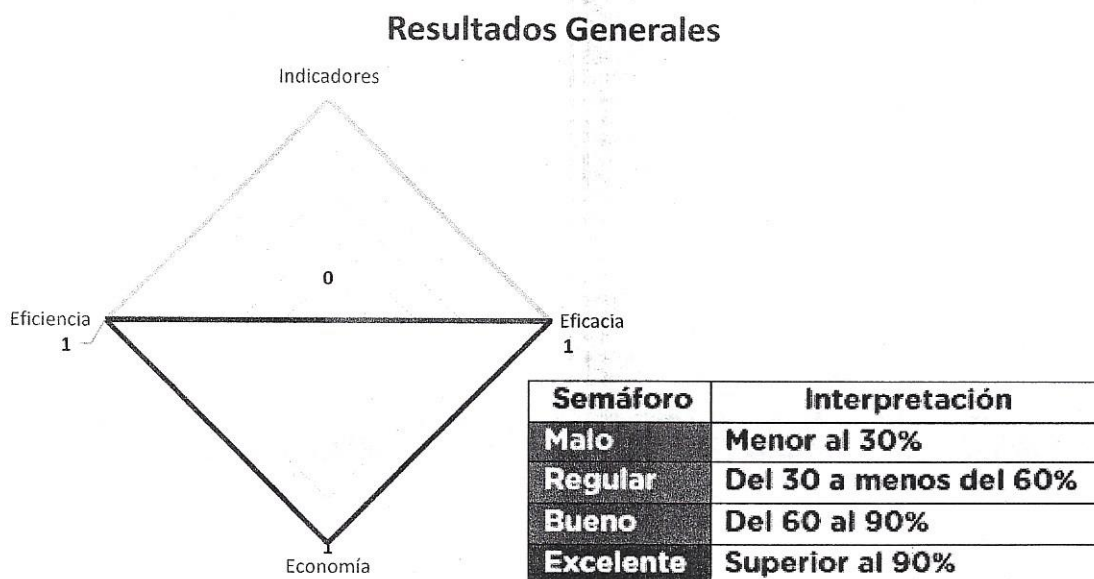 Resultados Generales
Indicadores
0
Eficiencia
1
Eficacia
1
1
Economía
Semáforo Interpretación
Malo Menor al 30%
Regular Del 30 a menos del 60%
Bueno Del 60 al 90%
Excelente Superior al 90%